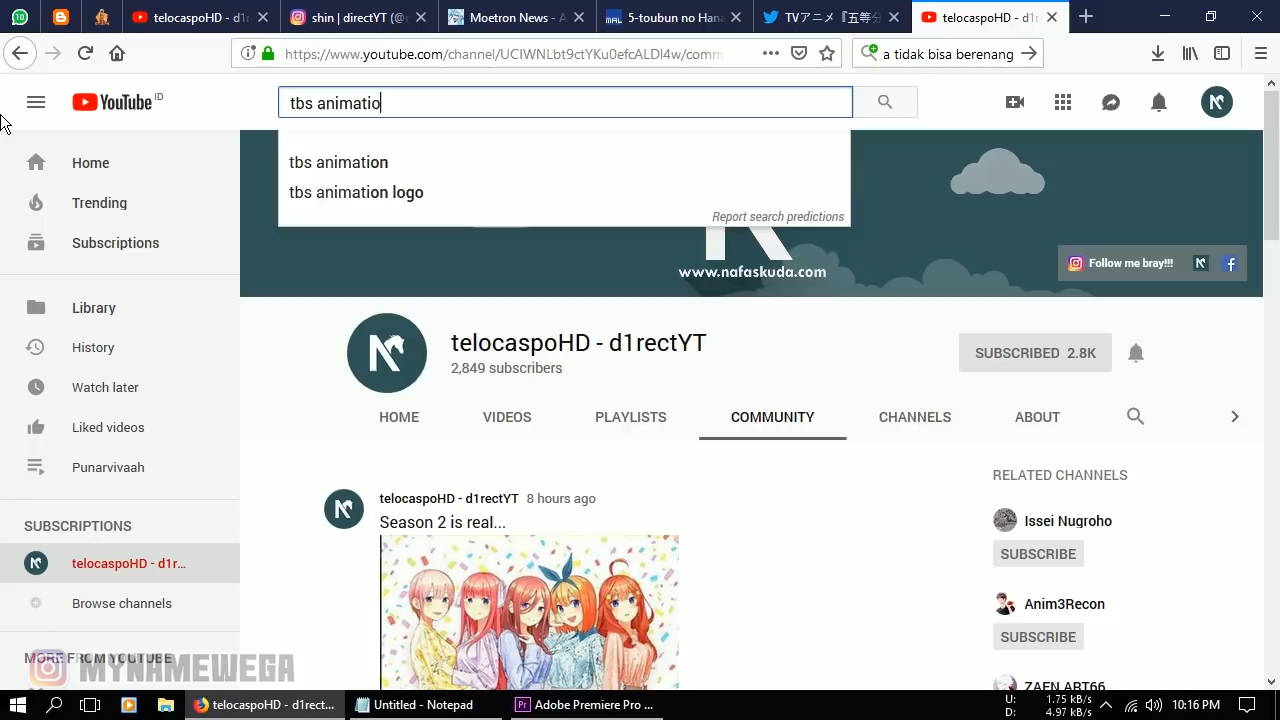 telocaspoHD - d1r
shin | directYT (@
Moetron News - A
5-toubun no Hana
TVアニメ『五等分
telocaspoHD - d1r
https://www.youtube.com/channel/UCIWNLbt9ctYKu0efcALDl4w/comm
a tidak bisa berenang
YouTube ID
tbs animatio
tbs animation
tbs animation logo
Report search predictions
www.nafaskuda.com
Follow me bray!!!
Home
Trending
Subscriptions
Library
History
Watch later
Liked videos
Punarvivaah
SUBSCRIPTIONS
telocaspoHD - d1r...
Browse channels
MORE FROM YOUTUBE
MYNAMEWEGA
telocaspoHD - d1rectYT
2,849 subscribers
SUBSCRIBED 2.8K
HOME VIDEOS PLAYLISTS COMMUNITY CHANNELS ABOUT
telocaspoHD - d1rectYT 8 hours ago
Season 2 is real...
RELATED CHANNELS
Issei Nugroho
SUBSCRIBE
Anim3Recon
SUBSCRIBE
ZAEN ART66
telocaspoHD - d1rect...
Untitled - Notepad
Adobe Premiere Pro ...
U: 1.75 kB/s
D: 4.97 kB/s
10:16 PM